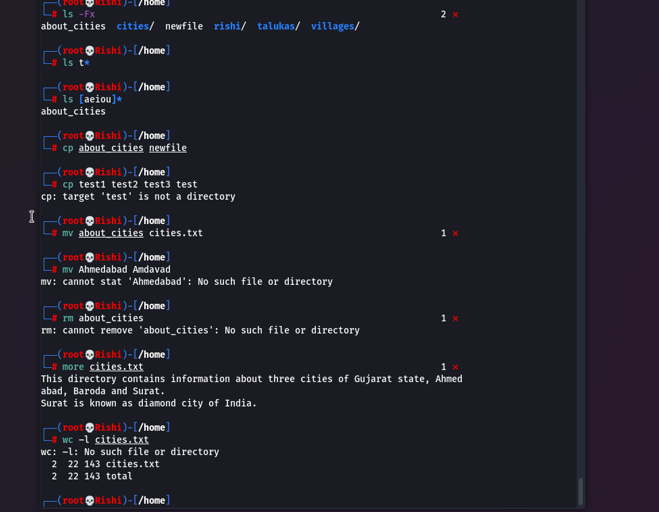 ┌──(root💀Rishi)-[/home]
└─# ls -Fx 2 ⨯
about_cities cities/ newfile rishi/ talukas/ villages/
┌──(root💀Rishi)-[/home]
└─# ls t*
┌──(root💀Rishi)-[/home]
└─# ls [aeiou]*
about_cities
┌──(root💀Rishi)-[/home]
└─# cp about_cities newfile
┌──(root💀Rishi)-[/home]
└─# cp test1 test2 test3 test
cp: target 'test' is not a directory
┌──(root💀Rishi)-[/home]
└─# mv about_cities cities.txt 1 ⨯
┌──(root💀Rishi)-[/home]
└─# mv Ahmedabad Amdavad
mv: cannot stat 'Ahmedabad': No such file or directory
┌──(root💀Rishi)-[/home]
└─# rm about_cities 1 ⨯
rm: cannot remove 'about_cities': No such file or directory
┌──(root💀Rishi)-[/home]
└─# more cities.txt 1 ⨯
This directory contains information about three cities of Gujarat state, Ahmed
abad, Baroda and Surat.
Surat is known as diamond city of India.
┌──(root💀Rishi)-[/home]
└─# wc –l cities.txt
wc: –l: No such file or directory
2 22 143 cities.txt
2 22 143 total
┌──(root💀Rishi)-[/home]